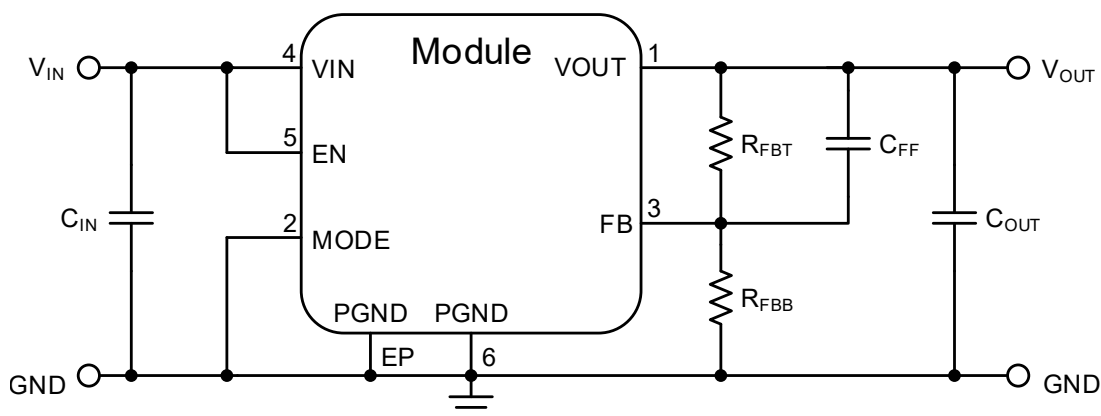 Module
V_IN
4
VIN
VOUT
1
V_OUT
5
EN
R_FBT
C_FF
C_IN
2
MODE
FB
3
C_OUT
R_FBB
PGND
PGND
EP
6
GND
GND